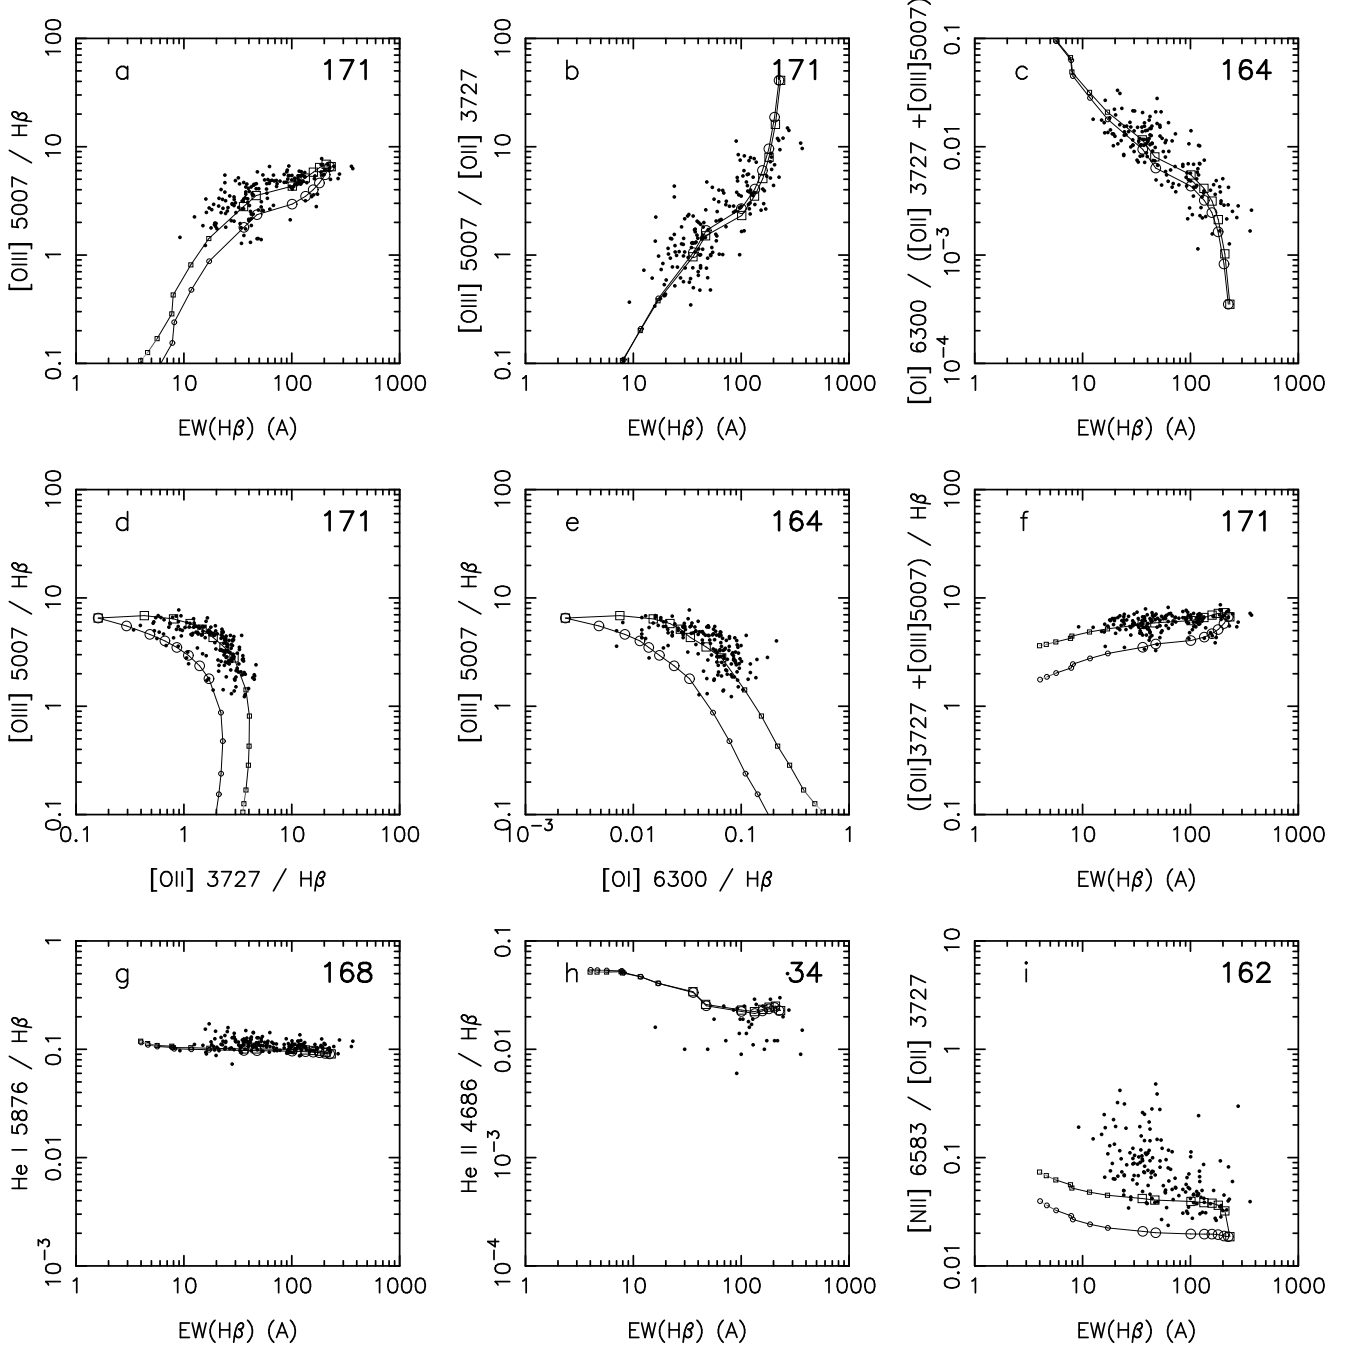 a 171
100
10
1
0.1
[OIII] 5007 / Hβ
1 10 100 1000
EW(Hβ) (A)
b 171
100
10
1
0.1
[OIII] 5007 / [OII] 3727
1 10 100 1000
EW(Hβ) (A)
c 164
0.1
0.01
10⁻³
10⁻⁴
[OI] 6300 / ([OII] 3727 +[OIII]5007)
1 10 100 1000
EW(Hβ) (A)
d 171
100
10
1
0.1
[OIII] 5007 / Hβ
0.1 1 10 100
[OII] 3727 / Hβ
e 164
100
10
1
0.1
[OIII] 5007 / Hβ
10⁻³ 0.01 0.1 1
[OI] 6300 / Hβ
f 171
100
10
1
0.1
([OII]3727 +[OIII]5007) / Hβ
1 10 100 1000
EW(Hβ) (A)
g 168
1
0.1
0.01
10⁻³
He I 5876 / Hβ
1 10 100 1000
EW(Hβ) (A)
h 34
0.1
0.01
10⁻³
10⁻⁴
He II 4686 / Hβ
1 10 100 1000
EW(Hβ) (A)
i 162
10
1
0.1
0.01
[NII] 6583 / [OII] 3727
1 10 100 1000
EW(Hβ) (A)